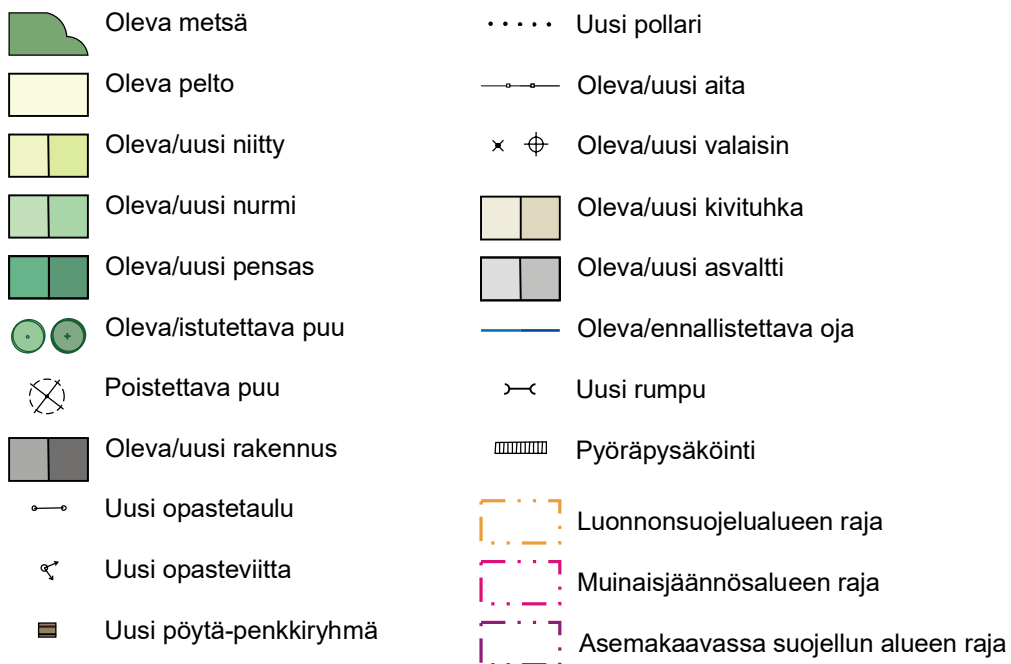 Oleva metsä
Oleva pelto
Oleva/uusi niitty
Oleva/uusi nurmi
Oleva/uusi pensas
Oleva/istutettava puu
Poistettava puu
Oleva/uusi rakennus
Uusi opastetaulu
Uusi opasteviitta
Uusi pöytä-penkkiryhmä
Uusi pollari
Oleva/uusi aita
Oleva/uusi valaisin
Oleva/uusi kivituhka
Oleva/uusi asvaltti
Oleva/ennallistettava oja
Uusi rumpu
Pyöräpysäköinti
Luonnonsuojelualueen raja
Muinaisjäännösalueen raja
Asemakaavassa suojellun alueen raja